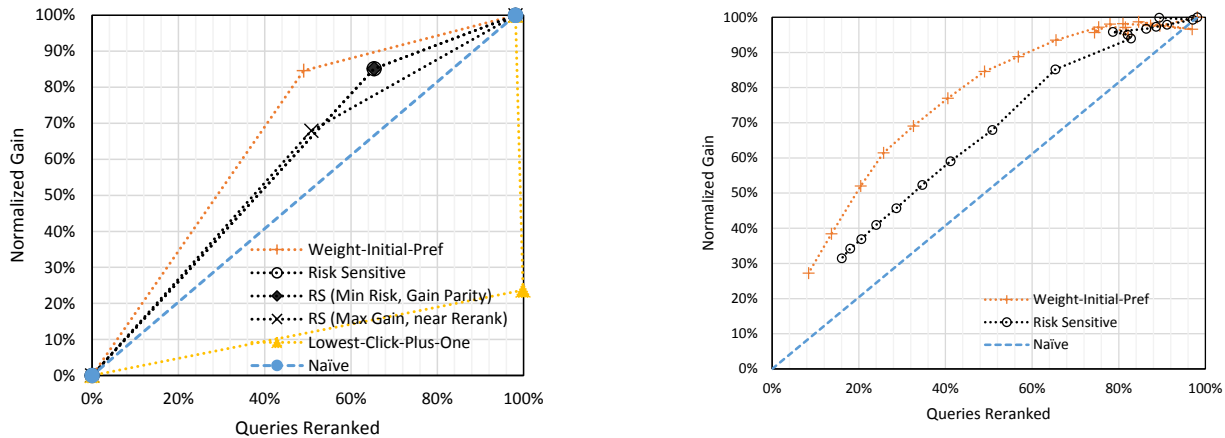 100%
90%
80%
70%
60%
50%
40%
30%
20%
10%
0%
Normalized Gain
Weight-Initial-Pref
Risk Sensitive
RS (Min Risk, Gain Parity)
RS (Max Gain, near Rerank)
Lowest-Click-Plus-One
Naïve
0%
20%
40%
60%
80%
100%
Queries Reranked
100%
90%
80%
70%
60%
50%
40%
30%
20%
10%
0%
Normalized Gain
Weight-Initial-Pref
Risk Sensitive
Naïve
0%
20%
40%
60%
80%
100%
Queries Reranked